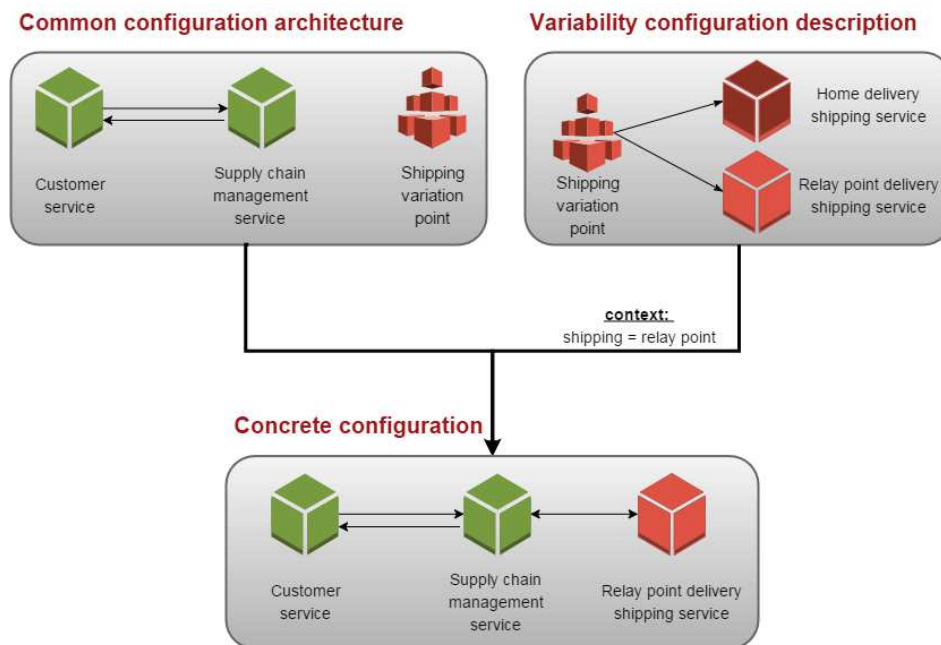 Common configuration architecture
Customer
service
Supply chain
management
service
Shipping
variation
point
Variability configuration description
Shipping
variation
point
Home delivery
shipping service
Relay point delivery
shipping service
context:
shipping = relay point
Concrete configuration
Customer
service
Supply chain
management
service
Relay point delivery
shipping service